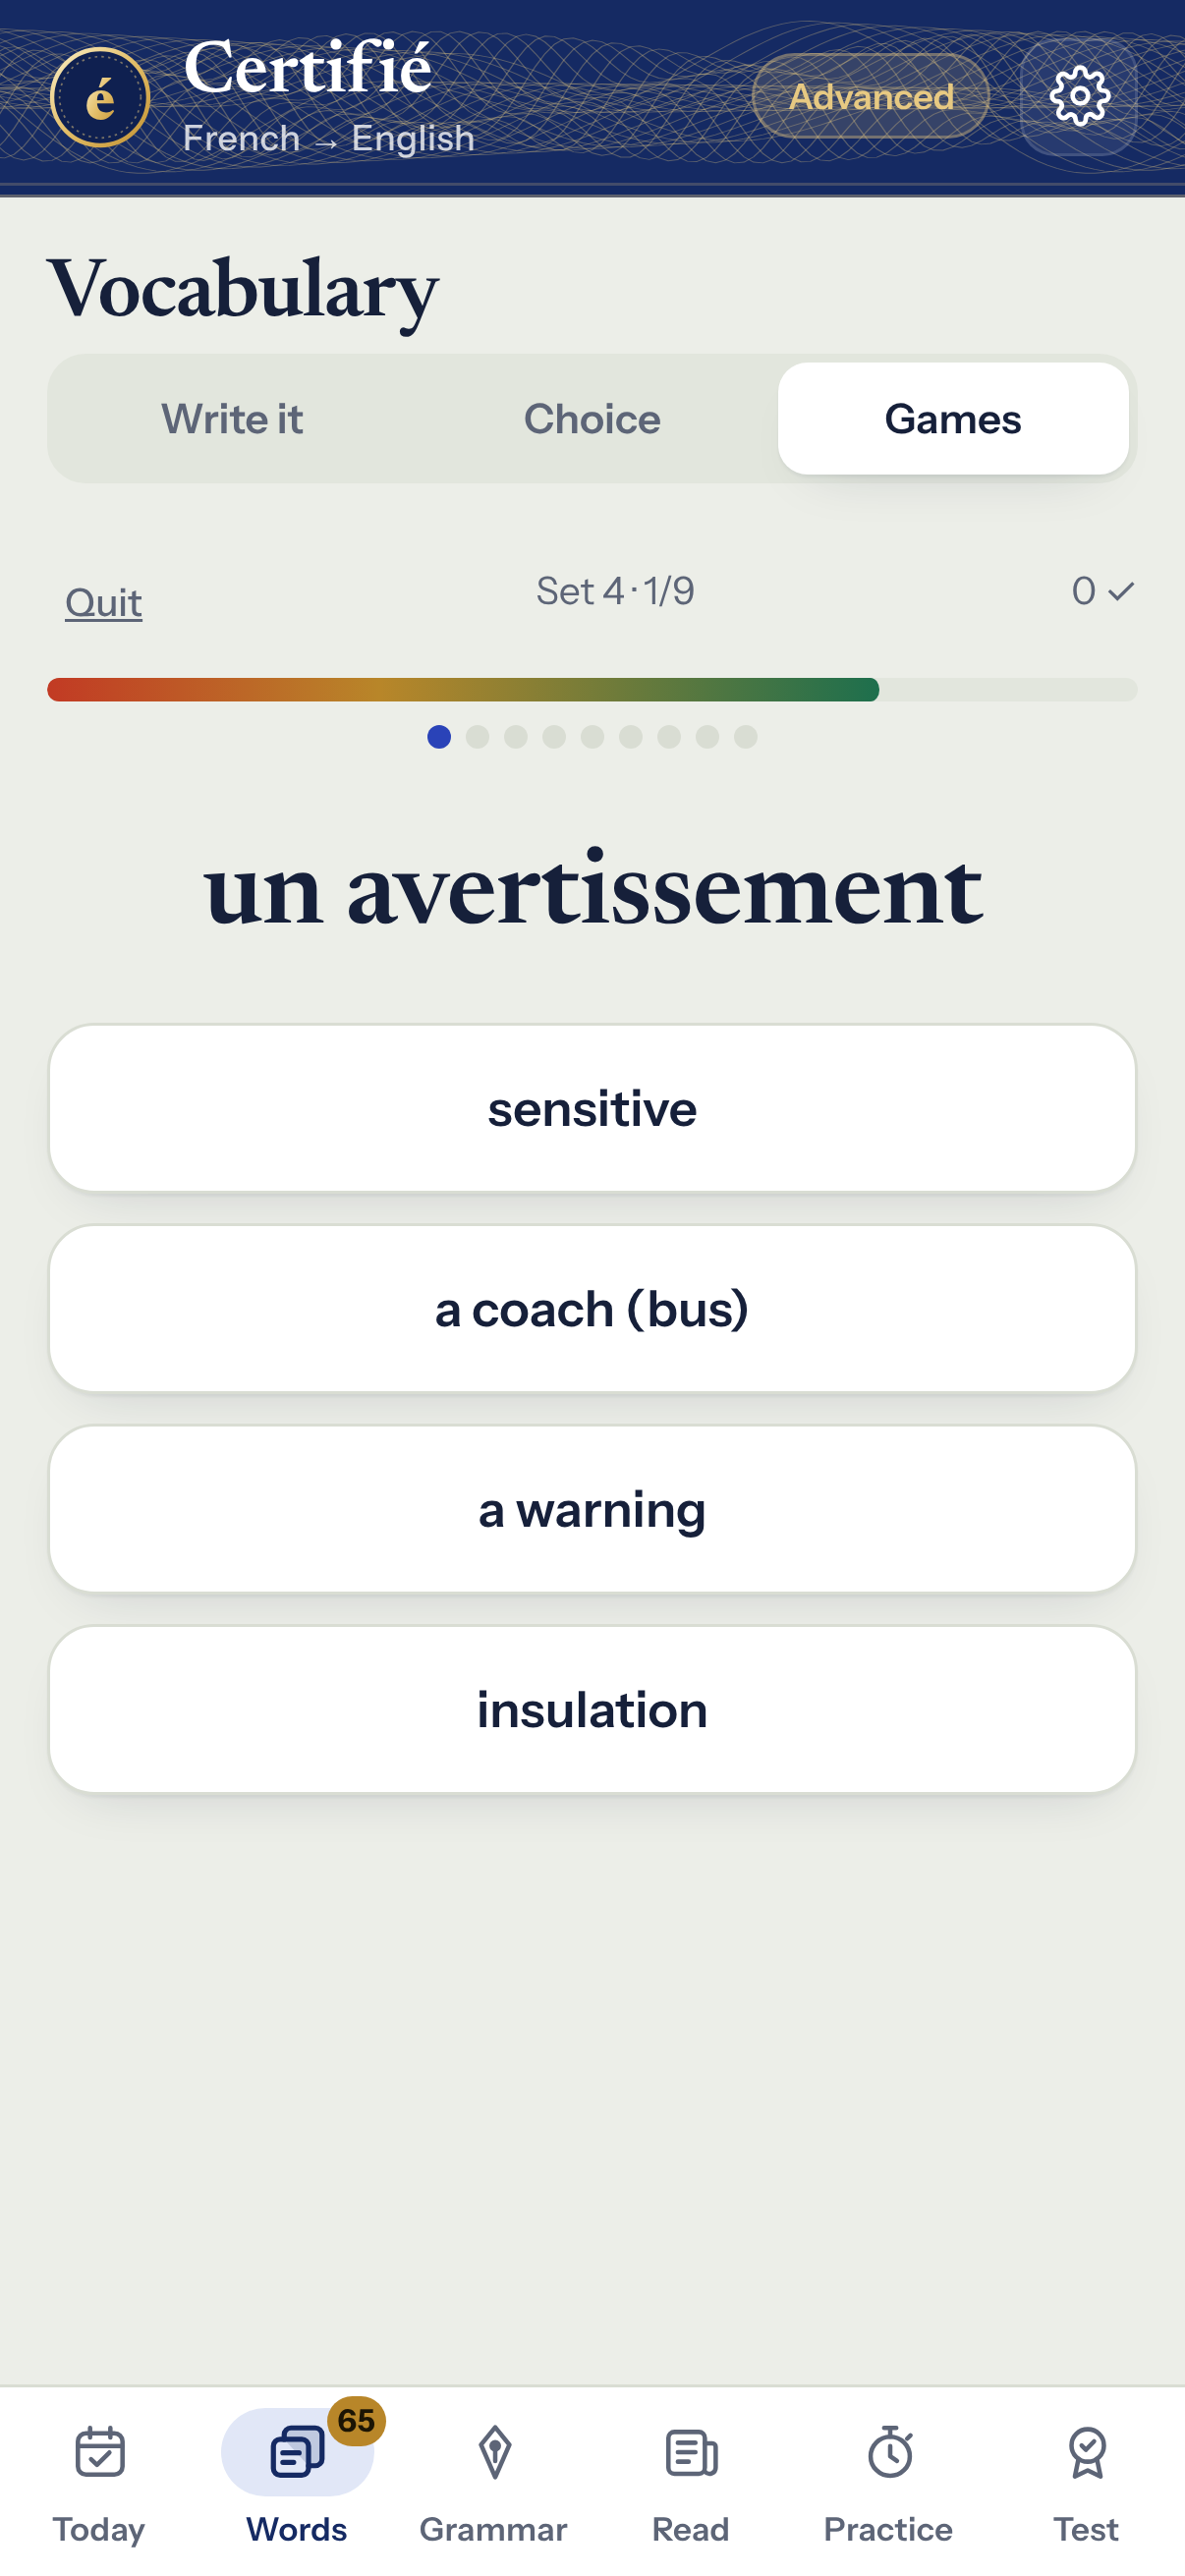 é
Certifié
French → English
Advanced
Vocabulary
Write it
Choice
Games
Quit
Set 4 · 1/9
0 ✓
un avertissement
sensitive
a coach (bus)
a warning
insulation
65
Today
Words
Grammar
Read
Practice
Test